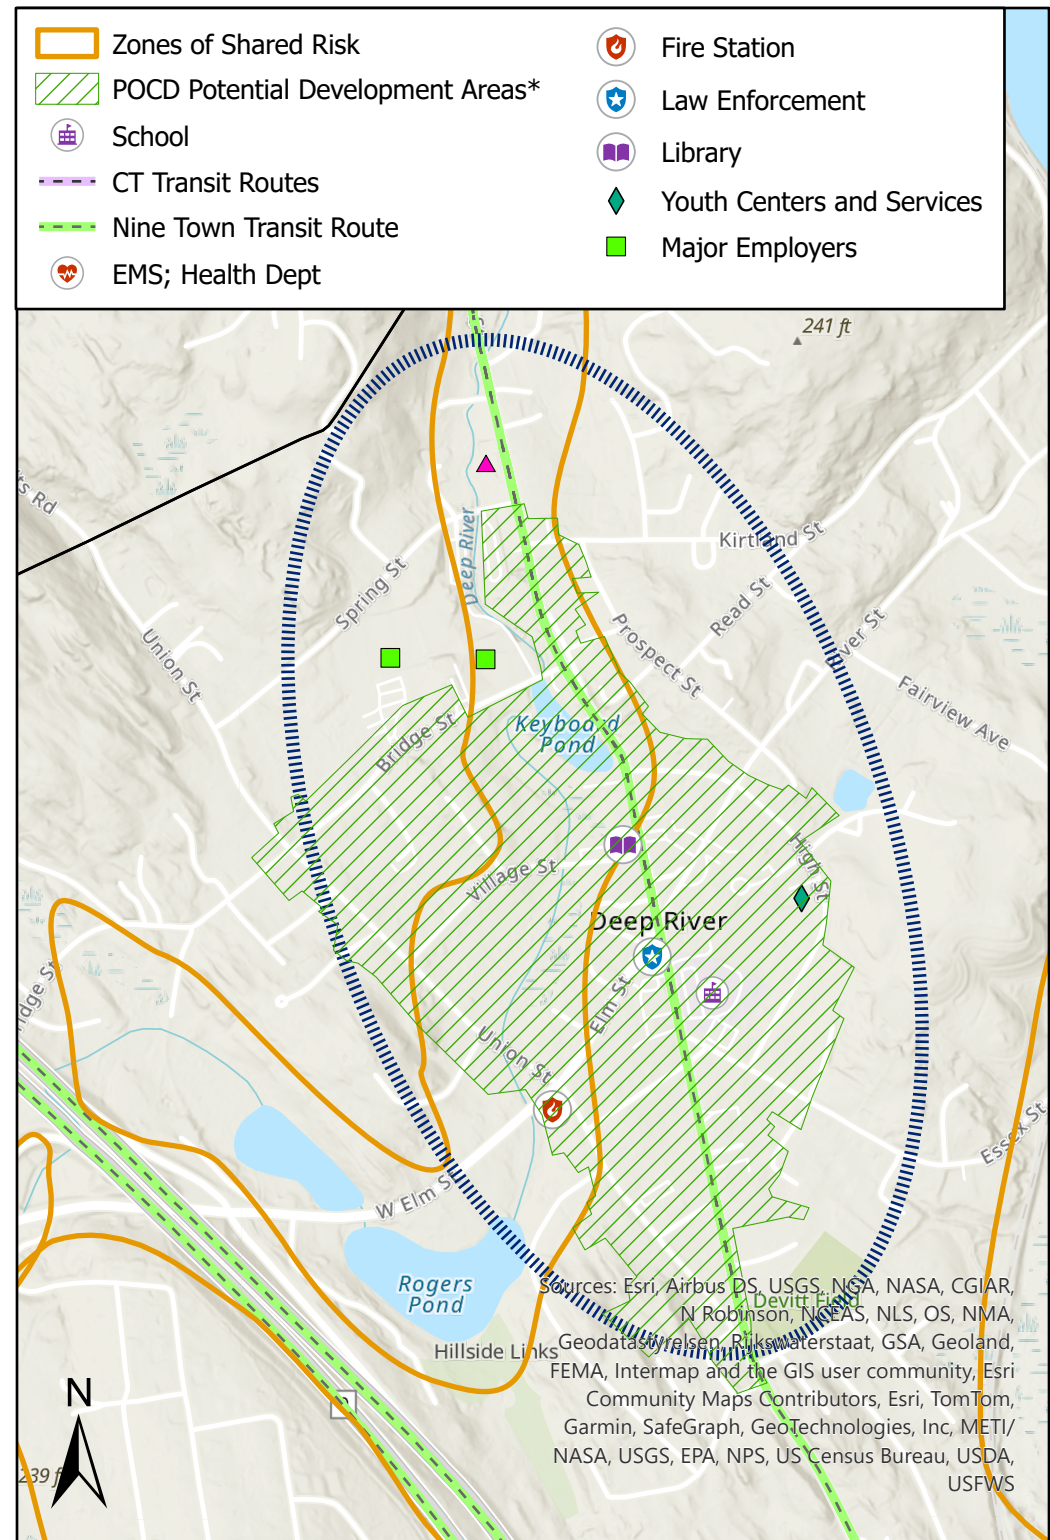 Zones of Shared Risk
POCD Potential Development Areas*
School
CT Transit Routes
Nine Town Transit Route
EMS; Health Dept
Fire Station
Law Enforcement
Library
Youth Centers and Services
Major Employers
241 ft
Rd
Kirtland St
Deep River
Spring St
Read St
Prospect St
Union St
Fairview Ave
Keyboard
Pond
Bridge St
High St
Village St
Deep River
Elm St
Union St
Essex St
W Elm St
Rogers
Pond
Devitt Field
Hillside Links
Sources: Esri, Airbus DS, USGS, NGA, NASA, CGIAR,
N Robinson, NCEAS, NLS, OS, NMA,
Geodatastyrelsen, Rijkswaterstaat, GSA, Geoland,
FEMA, Intermap and the GIS user community, Esri
Community Maps Contributors, Esri, TomTom,
Garmin, SafeGraph, GeoTechnologies, Inc, METI/
NASA, USGS, EPA, NPS, US Census Bureau, USDA,
USFWS
N
239 ft